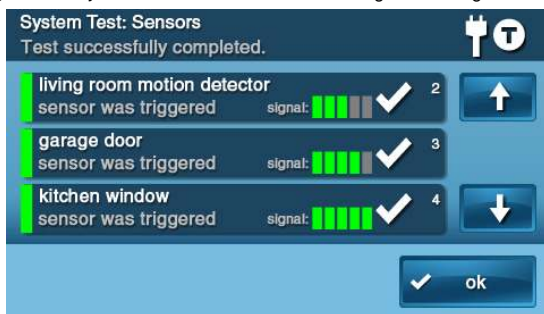 System Test: Sensors
Test successfully completed.
T
living room motion detector 2
sensor was triggered signal:
garage door 3
sensor was triggered signal:
kitchen window 4
sensor was triggered signal:
ok